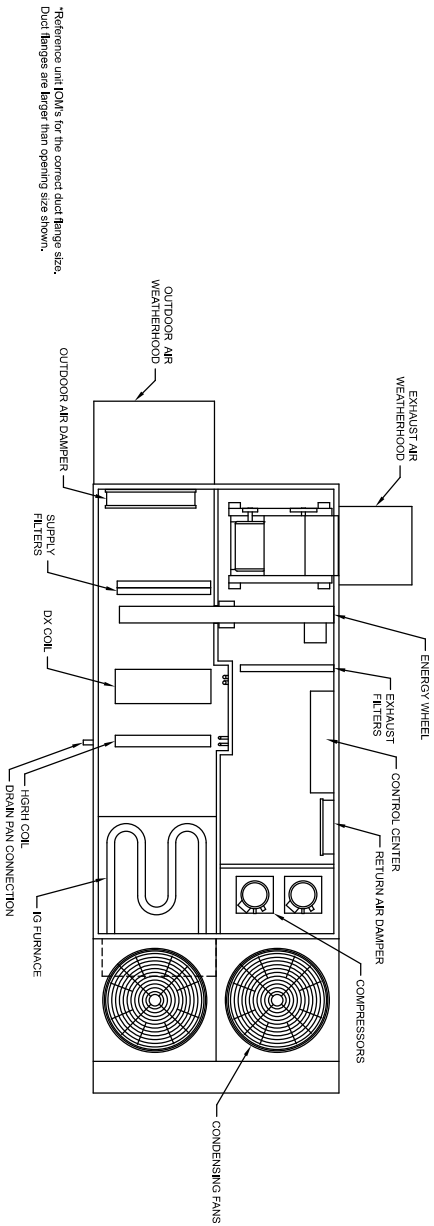 EXHAUST AIR
WEATHERHOOD
ENERGY WHEEL
EXHAUST
FILTERS
CONTROL CENTER
RETURN AIR DAMPER
COMPRESSORS
CONDENSING FANS
OUTDOOR AIR
WEATHERHOOD
OUTDOOR AIR DAMPER
SUPPLY
FILTERS
DX COIL
HGRH COIL
DRAIN PAN CONNECTION
IG FURNACE
*Reference unit IOM's for the correct duct flange size.
Duct flanges are larger than opening size shown.